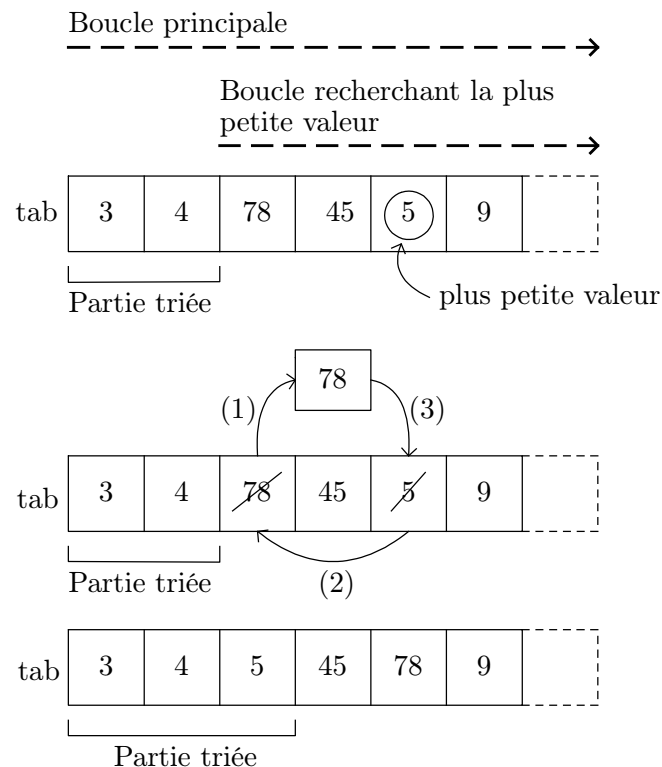 Boucle principale
Boucle recherchant la plus
petite valeur
tab 3 4 78 45 5 9
Partie triée
plus petite valeur
78
(1) (3)
tab 3 4 78 45 5 9
Partie triée
(2)
tab 3 4 5 45 78 9
Partie triée